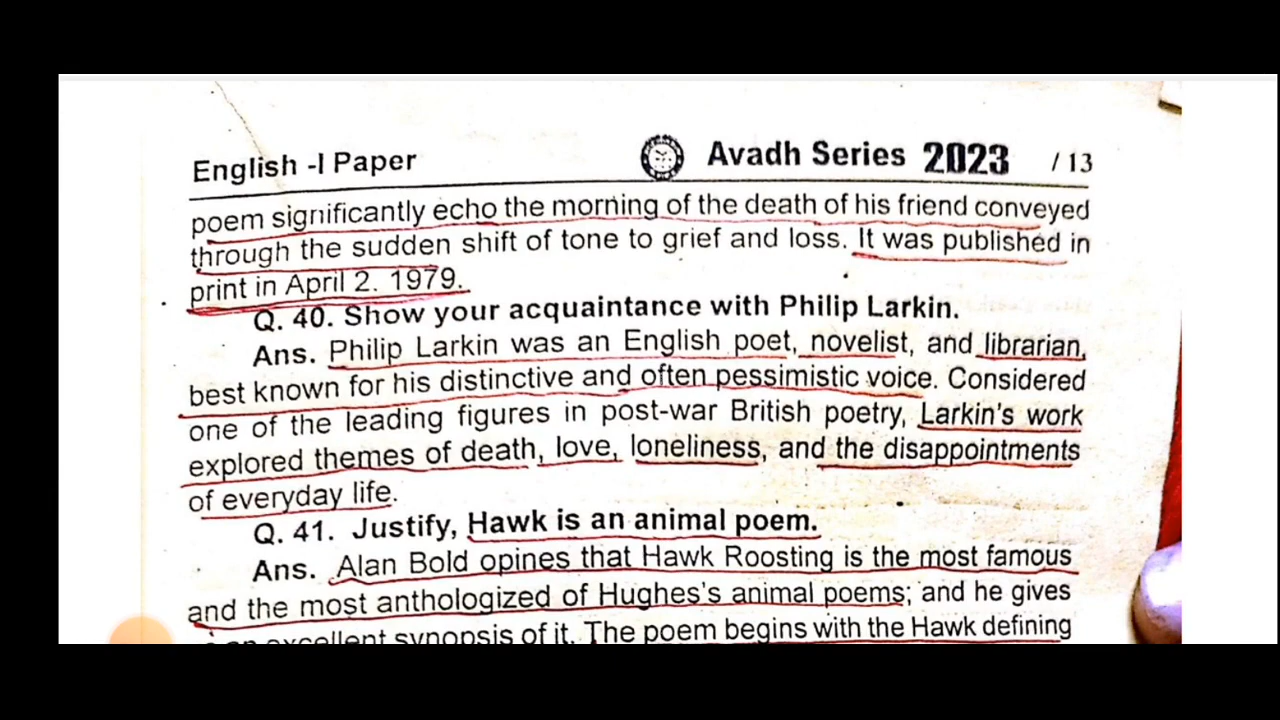 English -I Paper Avadh Series 2023 / 13
poem significantly echo the morning of the death of his friend conveyed
through the sudden shift of tone to grief and loss. It was published in
print in April 2. 1979.
Q. 40. Show your acquaintance with Philip Larkin.
Ans. Philip Larkin was an English poet, novelist, and librarian,
best known for his distinctive and often pessimistic voice. Considered
one of the leading figures in post-war British poetry, Larkin's work
explored themes of death, love, loneliness, and the disappointments
of everyday life.
Q. 41. Justify, Hawk is an animal poem.
Ans. Alan Bold opines that Hawk Roosting is the most famous
and the most anthologized of Hughes's animal poems; and he gives
excellent synopsis of it. The poem begins with the Hawk defining